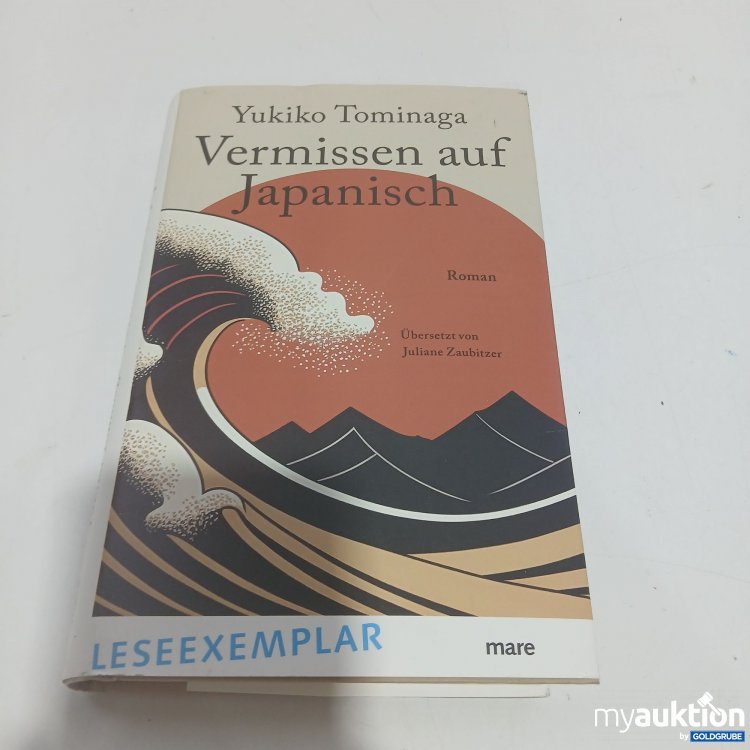 Yukiko Tominaga
Vermissen auf
Japanisch
Roman
Übersetzt von
Juliane Zaubitzer
LESEEXEMPLAR
mare
myauktion
by GOLDGRUBE